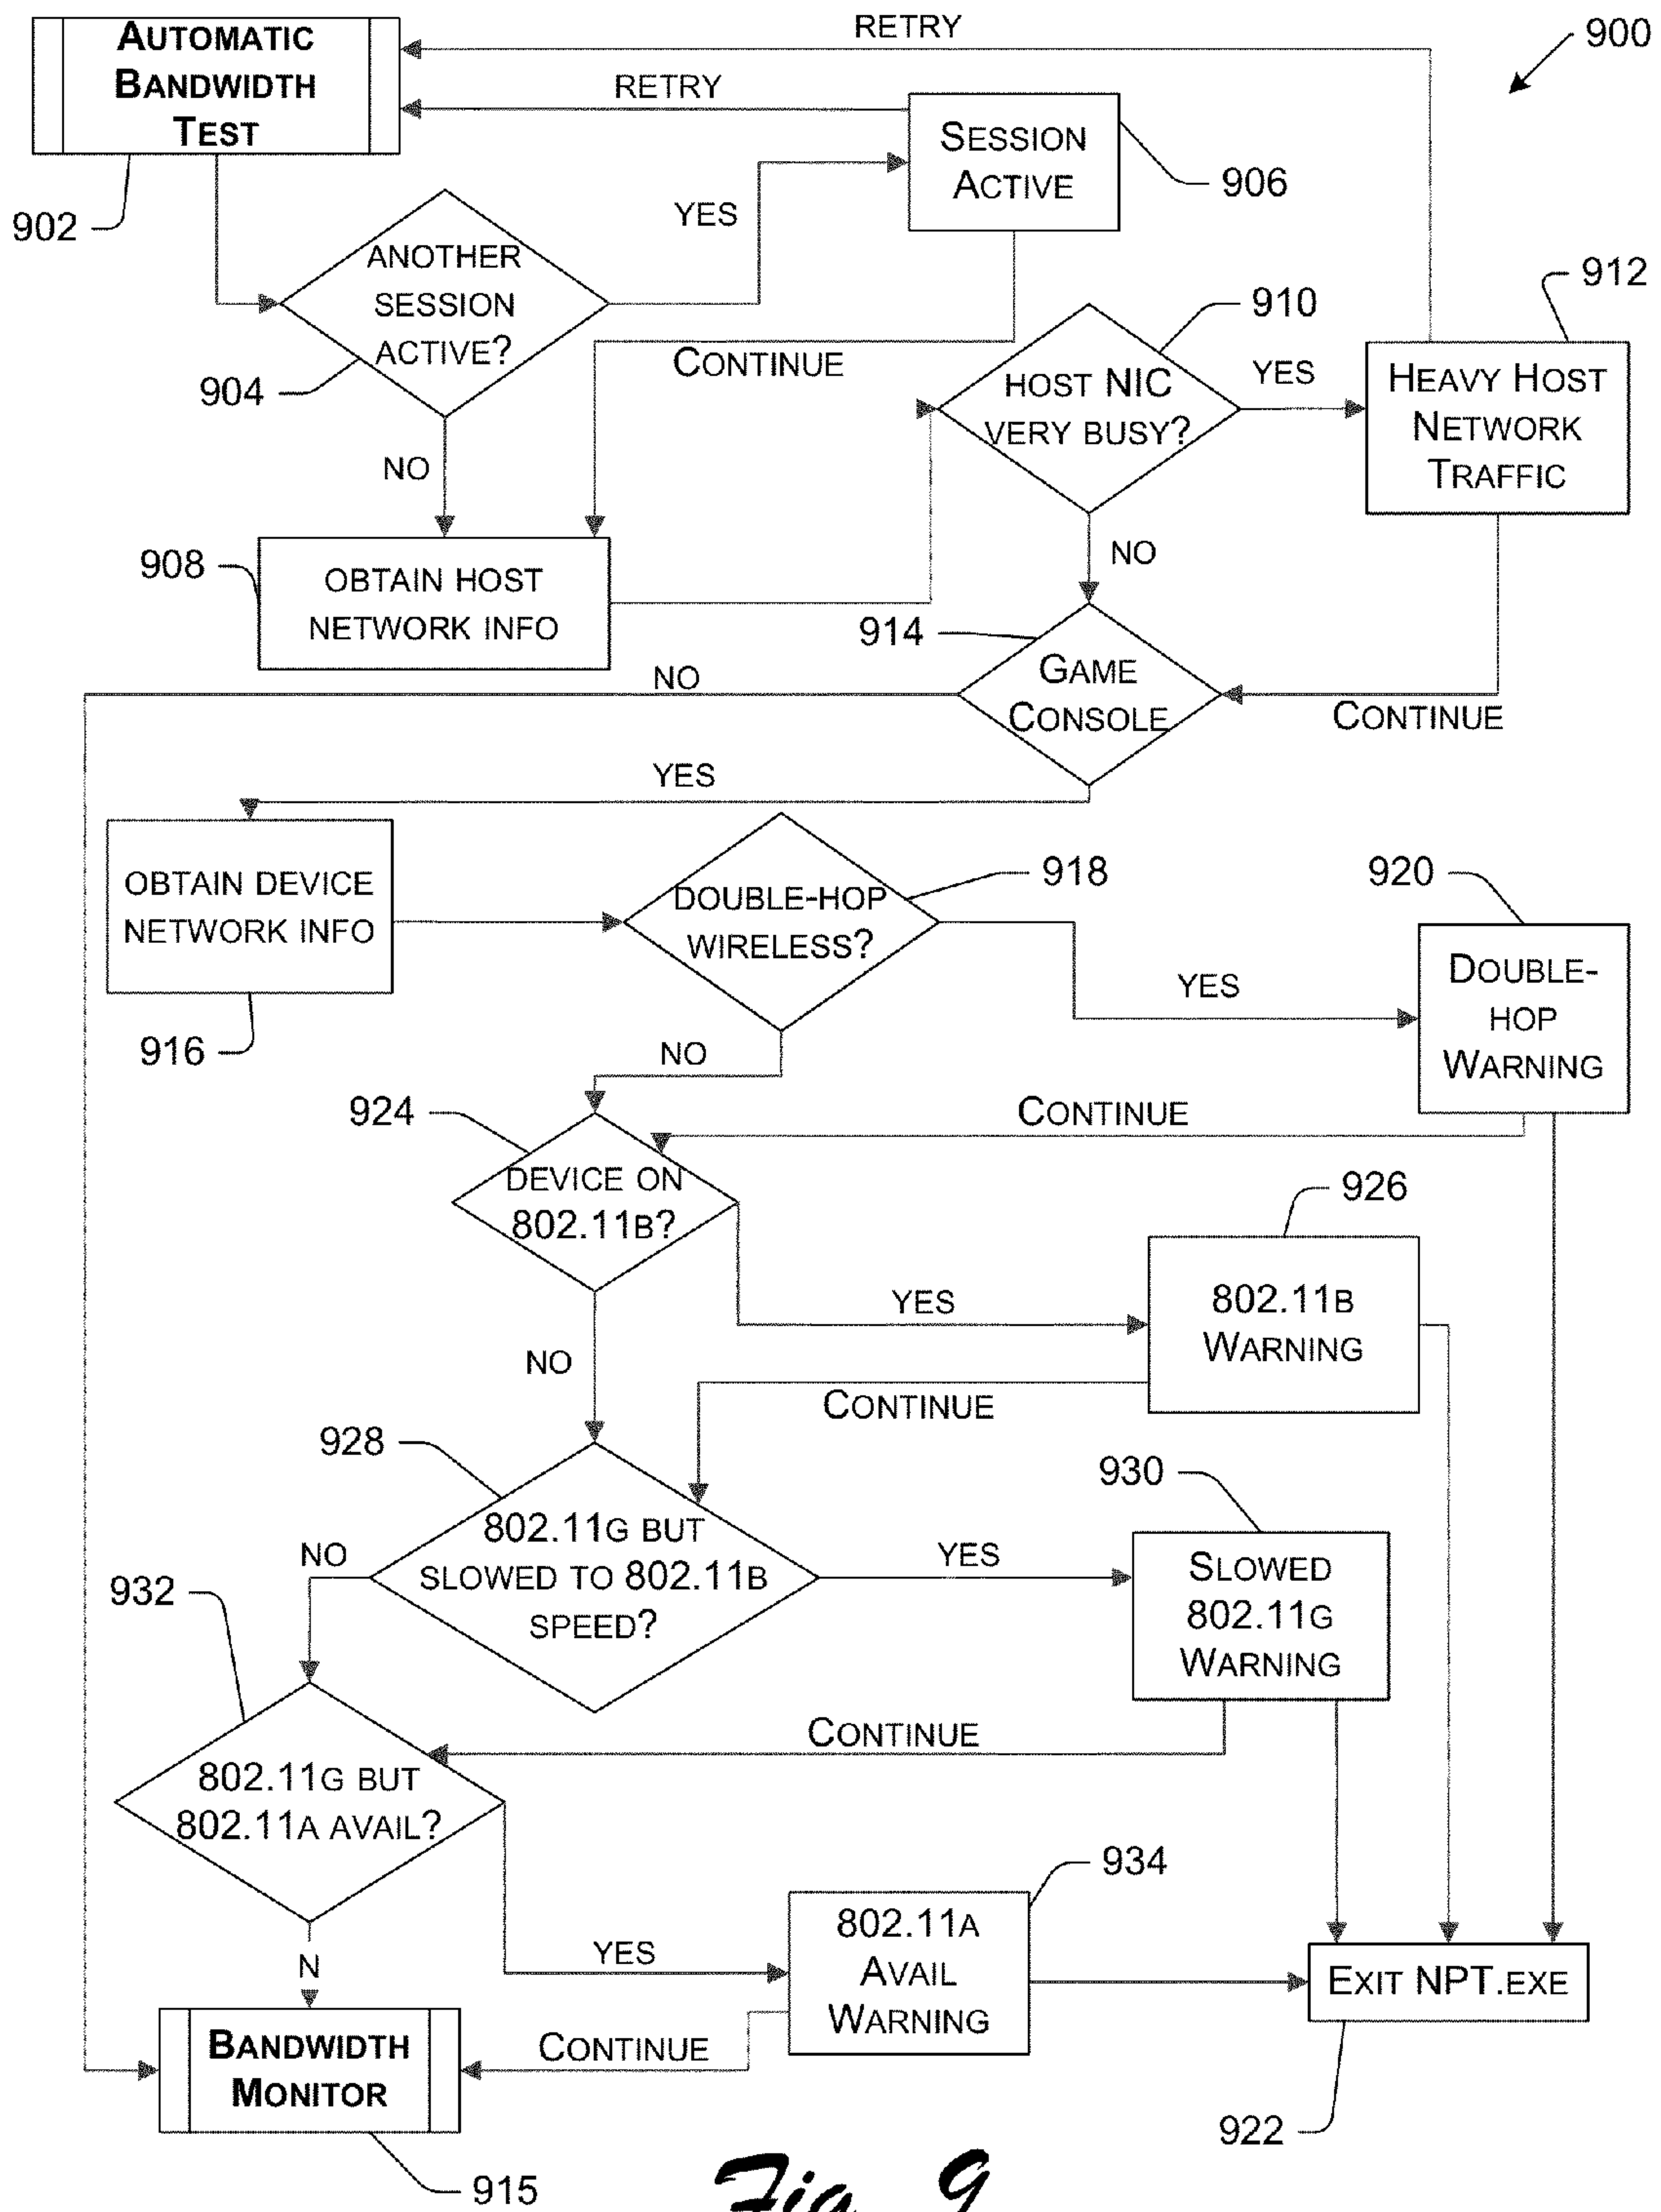 RETRY
900
AUTOMATIC
BANDWIDTH
TEST
RETRY
SESSION
ACTIVE
906
902
YES
ANOTHER
SESSION
ACTIVE?
904
CONTINUE
910
912
HOST NIC
VERY BUSY?
YES
HEAVY HOST
NETWORK
TRAFFIC
NO
NO
908
OBTAIN HOST
NETWORK INFO
914
GAME
CONSOLE
NO
CONTINUE
YES
OBTAIN DEVICE
NETWORK INFO
916
DOUBLE-HOP
WIRELESS?
918
920
YES
DOUBLE-
HOP
WARNING
NO
924
CONTINUE
DEVICE ON
802.11B?
926
YES
802.11B
WARNING
NO
CONTINUE
928
930
802.11G BUT
SLOWED TO 802.11B
SPEED?
NO
YES
SLOWED
802.11G
WARNING
932
CONTINUE
802.11G BUT
802.11A AVAIL?
934
YES
802.11A
AVAIL
WARNING
N
EXIT NPT.EXE
BANDWIDTH
MONITOR
CONTINUE
922
915
Fig. 9